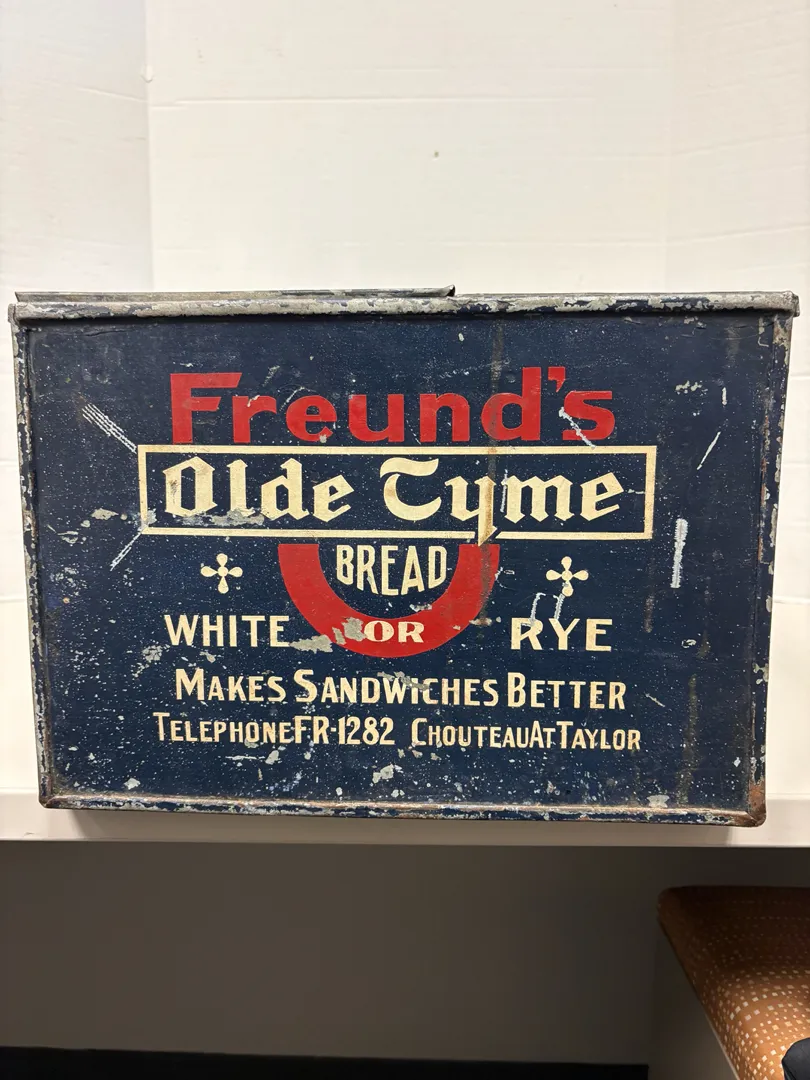 Freund's
Olde Tyme
BREAD
WHITE OR RYE
MAKES SANDWICHES BETTER
TELEPHONE FR-1282 CHOUTEAU AT TAYLOR